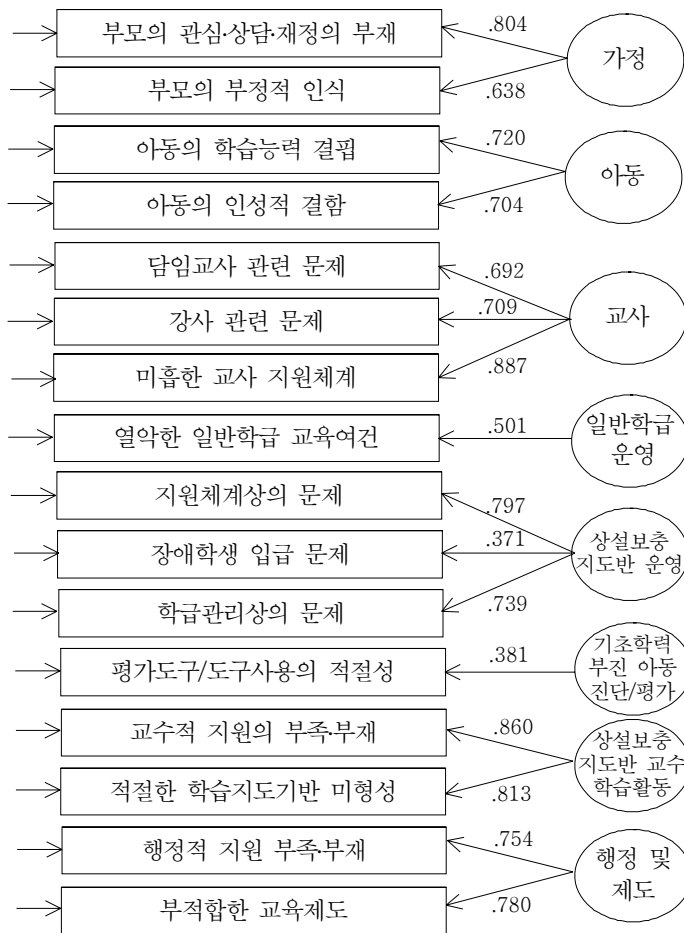 부모의 관심·상담·재정의 부재
.804
가정
부모의 부정적 인식
.638
아동의 학습능력 결핍
.720
아동
아동의 인성적 결함
.704
담임교사 관련 문제
.692
강사 관련 문제
.709
교사
미흡한 교사 지원체계
.887
열악한 일반학급 교육여건
.501
일반학급
운영
지원체계상의 문제
.797
장애학생 입급 문제
.371
상설보충
지도반 운영
학급관리상의 문제
.739
평가도구/도구사용의 적절성
.381
기초학력
부진 아동
진단/평가
교수적 지원의 부족·부재
.860
상설보충
지도반 교수
학습활동
적절한 학습지도기반 미형성
.813
행정적 지원 부족·부재
.754
행정 및
제도
부적합한 교육제도
.780